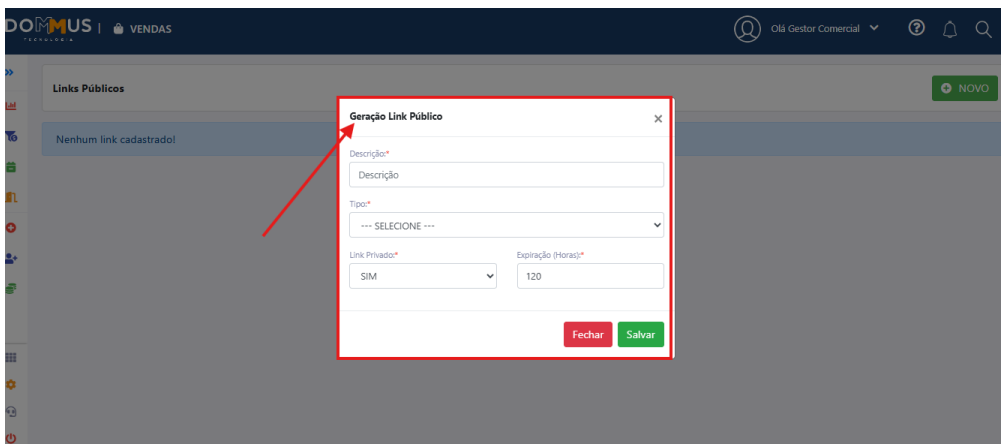 DOMMUS | VENDAS
TECNOLOGIA
Olá Gestor Comercial
Links Públicos
NOVO
Nenhum link cadastrado!
Geração Link Público
×
Descrição:*
Descrição
Tipo:*
--- SELECIONE ---
Link Privado:* Expiração (Horas):*
SIM 120
Fechar Salvar